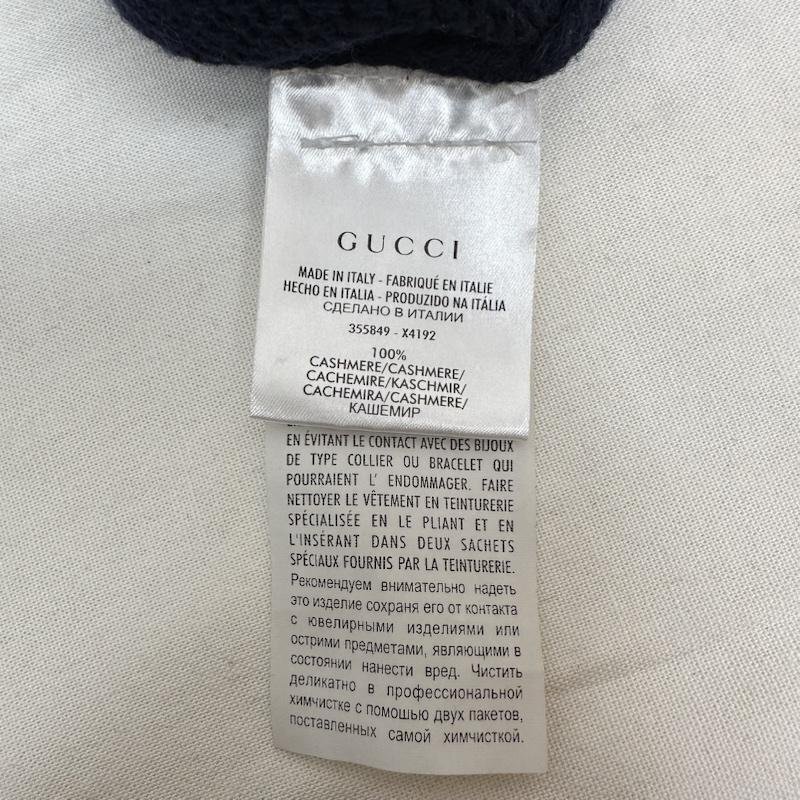 GUCCI
MADE IN ITALY - FABRIQUÉ EN ITALIE
HECHO EN ITALIA - PRODUZIDO NA ITÁLIA
СДЕЛАНО В ИТАЛИИ
355849 - X4192
100%
CASHMERE/CASHMERE/
CACHEMIRE/KASCHMIR/
CACHEMIRA/CASHMERE/
КАШЕМИР
EN ÉVITANT LE CONTACT AVEC DES BIJOUX
DE TYPE COLLIER OU BRACELET QUI
POURRAIENT L' ENDOMMAGER. FAIRE
NETTOYER LE VÊTEMENT EN TEINTURERIE
SPÉCIALISÉE EN LE PLIANT ET EN
L'INSÉRANT DANS DEUX SACHETS
SPÉCIAUX FOURNIS PAR LA TEINTURERIE.
Рекомендуем внимательно надеть
это изделие сохраня его от контакта
с ювелирными изделиями или
острими предметами, являющими в
состоянии нанести вред. Чистить
деликатно в профессиональной
химчистке с помощью двух пакетов,
поставленных самой химчисткой.